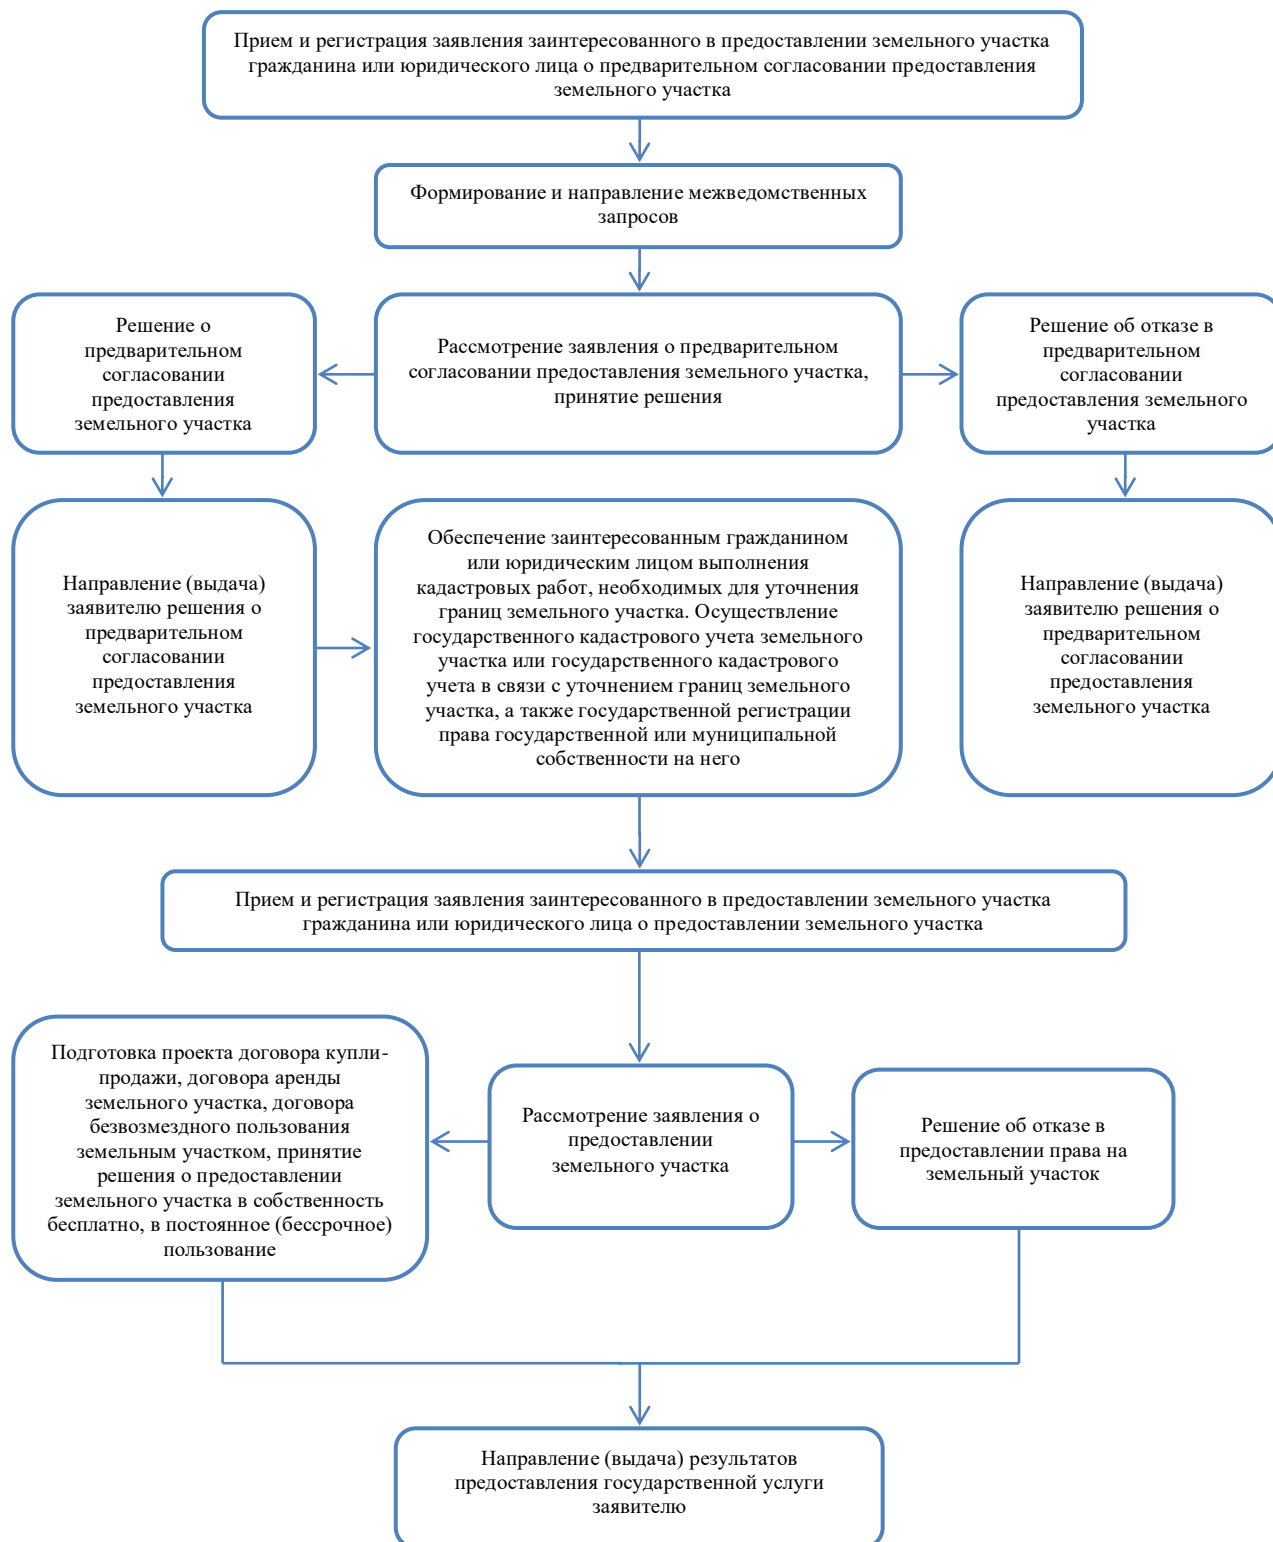 Прием и регистрация заявления заинтересованного в предоставлении земельного участка
гражданина или юридического лица о предварительном согласовании предоставления
земельного участка
Формирование и направление межведомственных
запросов
Решение о
предварительном
согласовании
предоставления
земельного участка
Рассмотрение заявления о предварительном
согласовании предоставления земельного участка,
принятие решения
Решение об отказе в
предварительном
согласовании
предоставления земельного
участка
Направление (выдача)
заявителю решения о
предварительном
согласовании
предоставления
земельного участка
Обеспечение заинтересованным гражданином
или юридическим лицом выполнения
кадастровых работ, необходимых для уточнения
границ земельного участка. Осуществление
государственного кадастрового учета земельного
участка или государственного кадастрового
учета в связи с уточнением границ земельного
участка, а также государственной регистрации
права государственной или муниципальной
собственности на него
Направление (выдача)
заявителю решения о
предварительном
согласовании
предоставления
земельного участка
Прием и регистрация заявления заинтересованного в предоставлении земельного участка
гражданина или юридического лица о предоставлении земельного участка
Подготовка проекта договора купли-
продажи, договора аренды
земельного участка, договора
безвозмездного пользования
земельным участком, принятие
решения о предоставлении
земельного участка в собственность
бесплатно, в постоянное (бессрочное)
пользование
Рассмотрение заявления о
предоставлении
земельного участка
Решение об отказе в
предоставлении права на
земельный участок
Направление (выдача) результатов
предоставления государственной услуги
заявителю